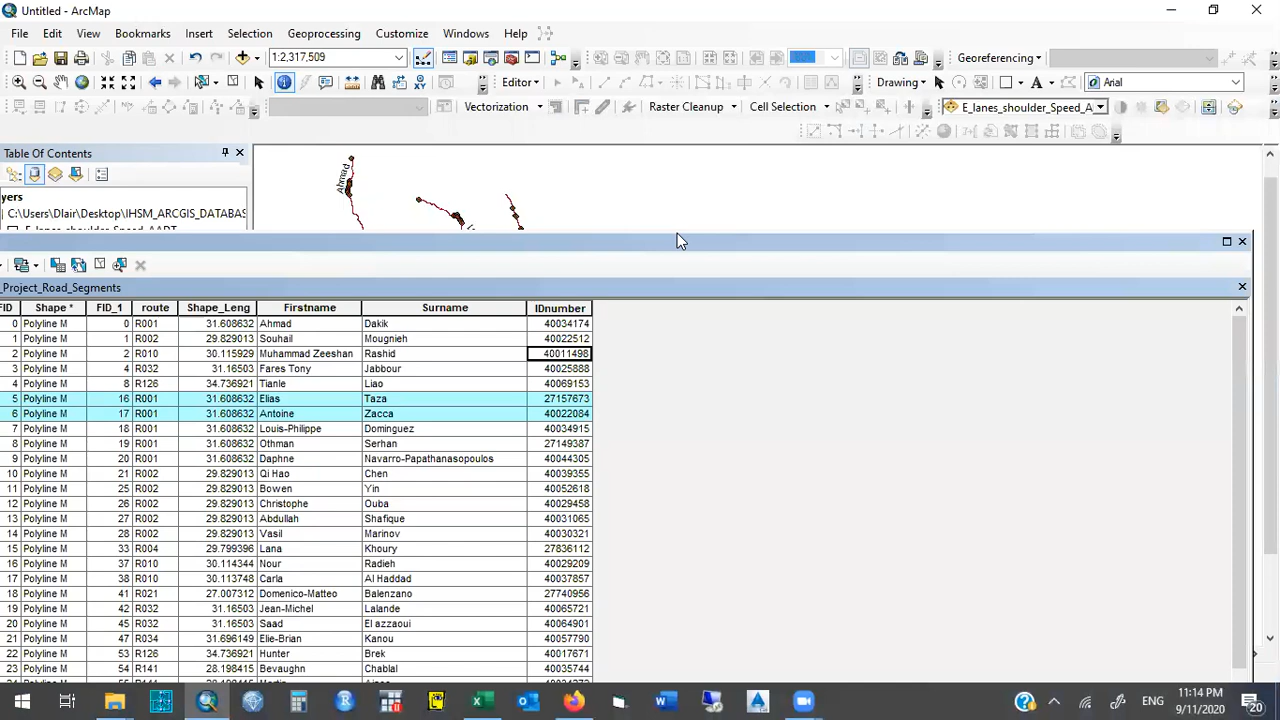 Untitled - ArcMap
File Edit View Bookmarks Insert Selection Geoprocessing Customize Windows Help
1:2,317,509 Georeferencing
Editor Drawing A Arial
Vectorization Raster Cleanup Cell Selection E_lanes_shoulder_Speed_A
Table Of Contents
yers
C:\Users\Dlair\Desktop\IHSM_ARCGIS_DATABAS
E_lanes_shoulder_Speed_AADT
Ahmad
_Project_Road_Segments
FID Shape * FID_1 route Shape_Leng Firstname Surname IDnumber
0 Polyline M 0 R001 31.608632 Ahmad Dakik 40034174
1 Polyline M 1 R002 29.829013 Souhail Mougnieh 40022512
2 Polyline M 2 R010 30.115929 Muhammad Zeeshan Rashid 40011498
3 Polyline M 4 R032 31.16503 Fares Tony Jabbour 40025888
4 Polyline M 8 R126 34.736921 Tianle Liao 40069153
5 Polyline M 16 R001 31.608632 Elias Taza 27157673
6 Polyline M 17 R001 31.608632 Antoine Zacca 40022084
7 Polyline M 18 R001 31.608632 Louis-Philippe Dominguez 40034915
8 Polyline M 19 R001 31.608632 Othman Serhan 27149387
9 Polyline M 20 R001 31.608632 Daphne Navarro-Papathanasopoulos 40044305
10 Polyline M 21 R002 29.829013 Qi Hao Chen 40039355
11 Polyline M 25 R002 29.829013 Bowen Yin 40052618
12 Polyline M 26 R002 29.829013 Christophe Ouba 40029458
13 Polyline M 27 R002 29.829013 Abdullah Shafique 40031065
14 Polyline M 28 R002 29.829013 Vasil Marinov 40030321
15 Polyline M 33 R004 29.799396 Lana Khoury 27836112
16 Polyline M 37 R010 30.114344 Nour Radieh 40029209
17 Polyline M 38 R010 30.113748 Carla Al Haddad 40037857
18 Polyline M 41 R021 27.007312 Domenico-Matteo Balenzano 27740956
19 Polyline M 42 R032 31.16503 Jean-Michel Lalande 40065721
20 Polyline M 45 R032 31.16503 Saad El azzaoui 40064901
21 Polyline M 47 R034 31.696149 Elie-Brian Kanou 40057790
22 Polyline M 53 R126 34.736921 Hunter Brek 40017671
23 Polyline M 54 R141 28.198415 Bevaughn Chablal 40035744
ENG 11:14 PM
9/11/2020 20